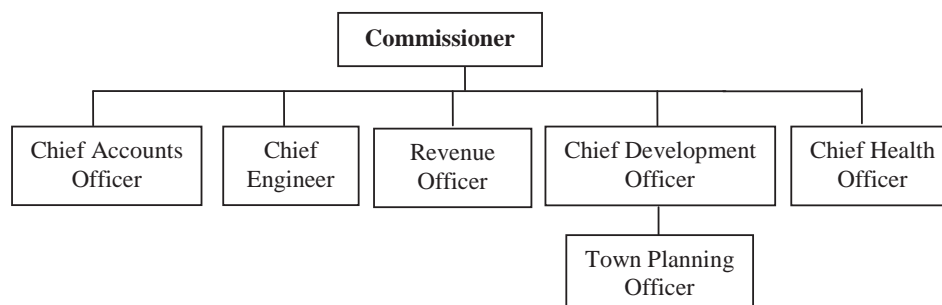 Commissioner
Chief Accounts
Officer
Chief
Engineer
Revenue
Officer
Chief Development
Officer
Chief Health
Officer
Town Planning
Officer